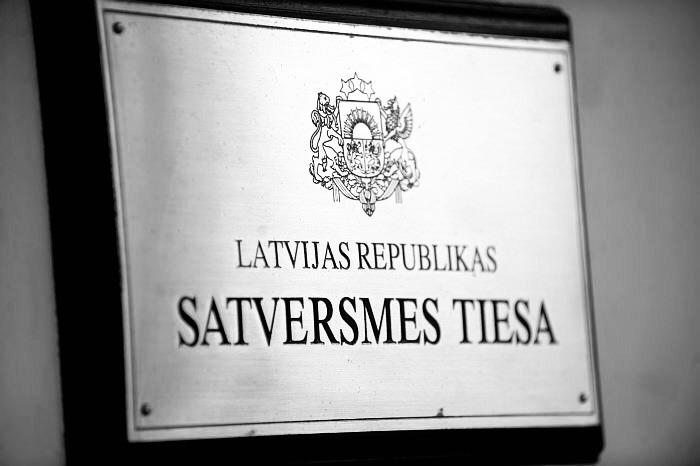 LATVIJAS REPUBLIKAS
SATVERSMES TIESA